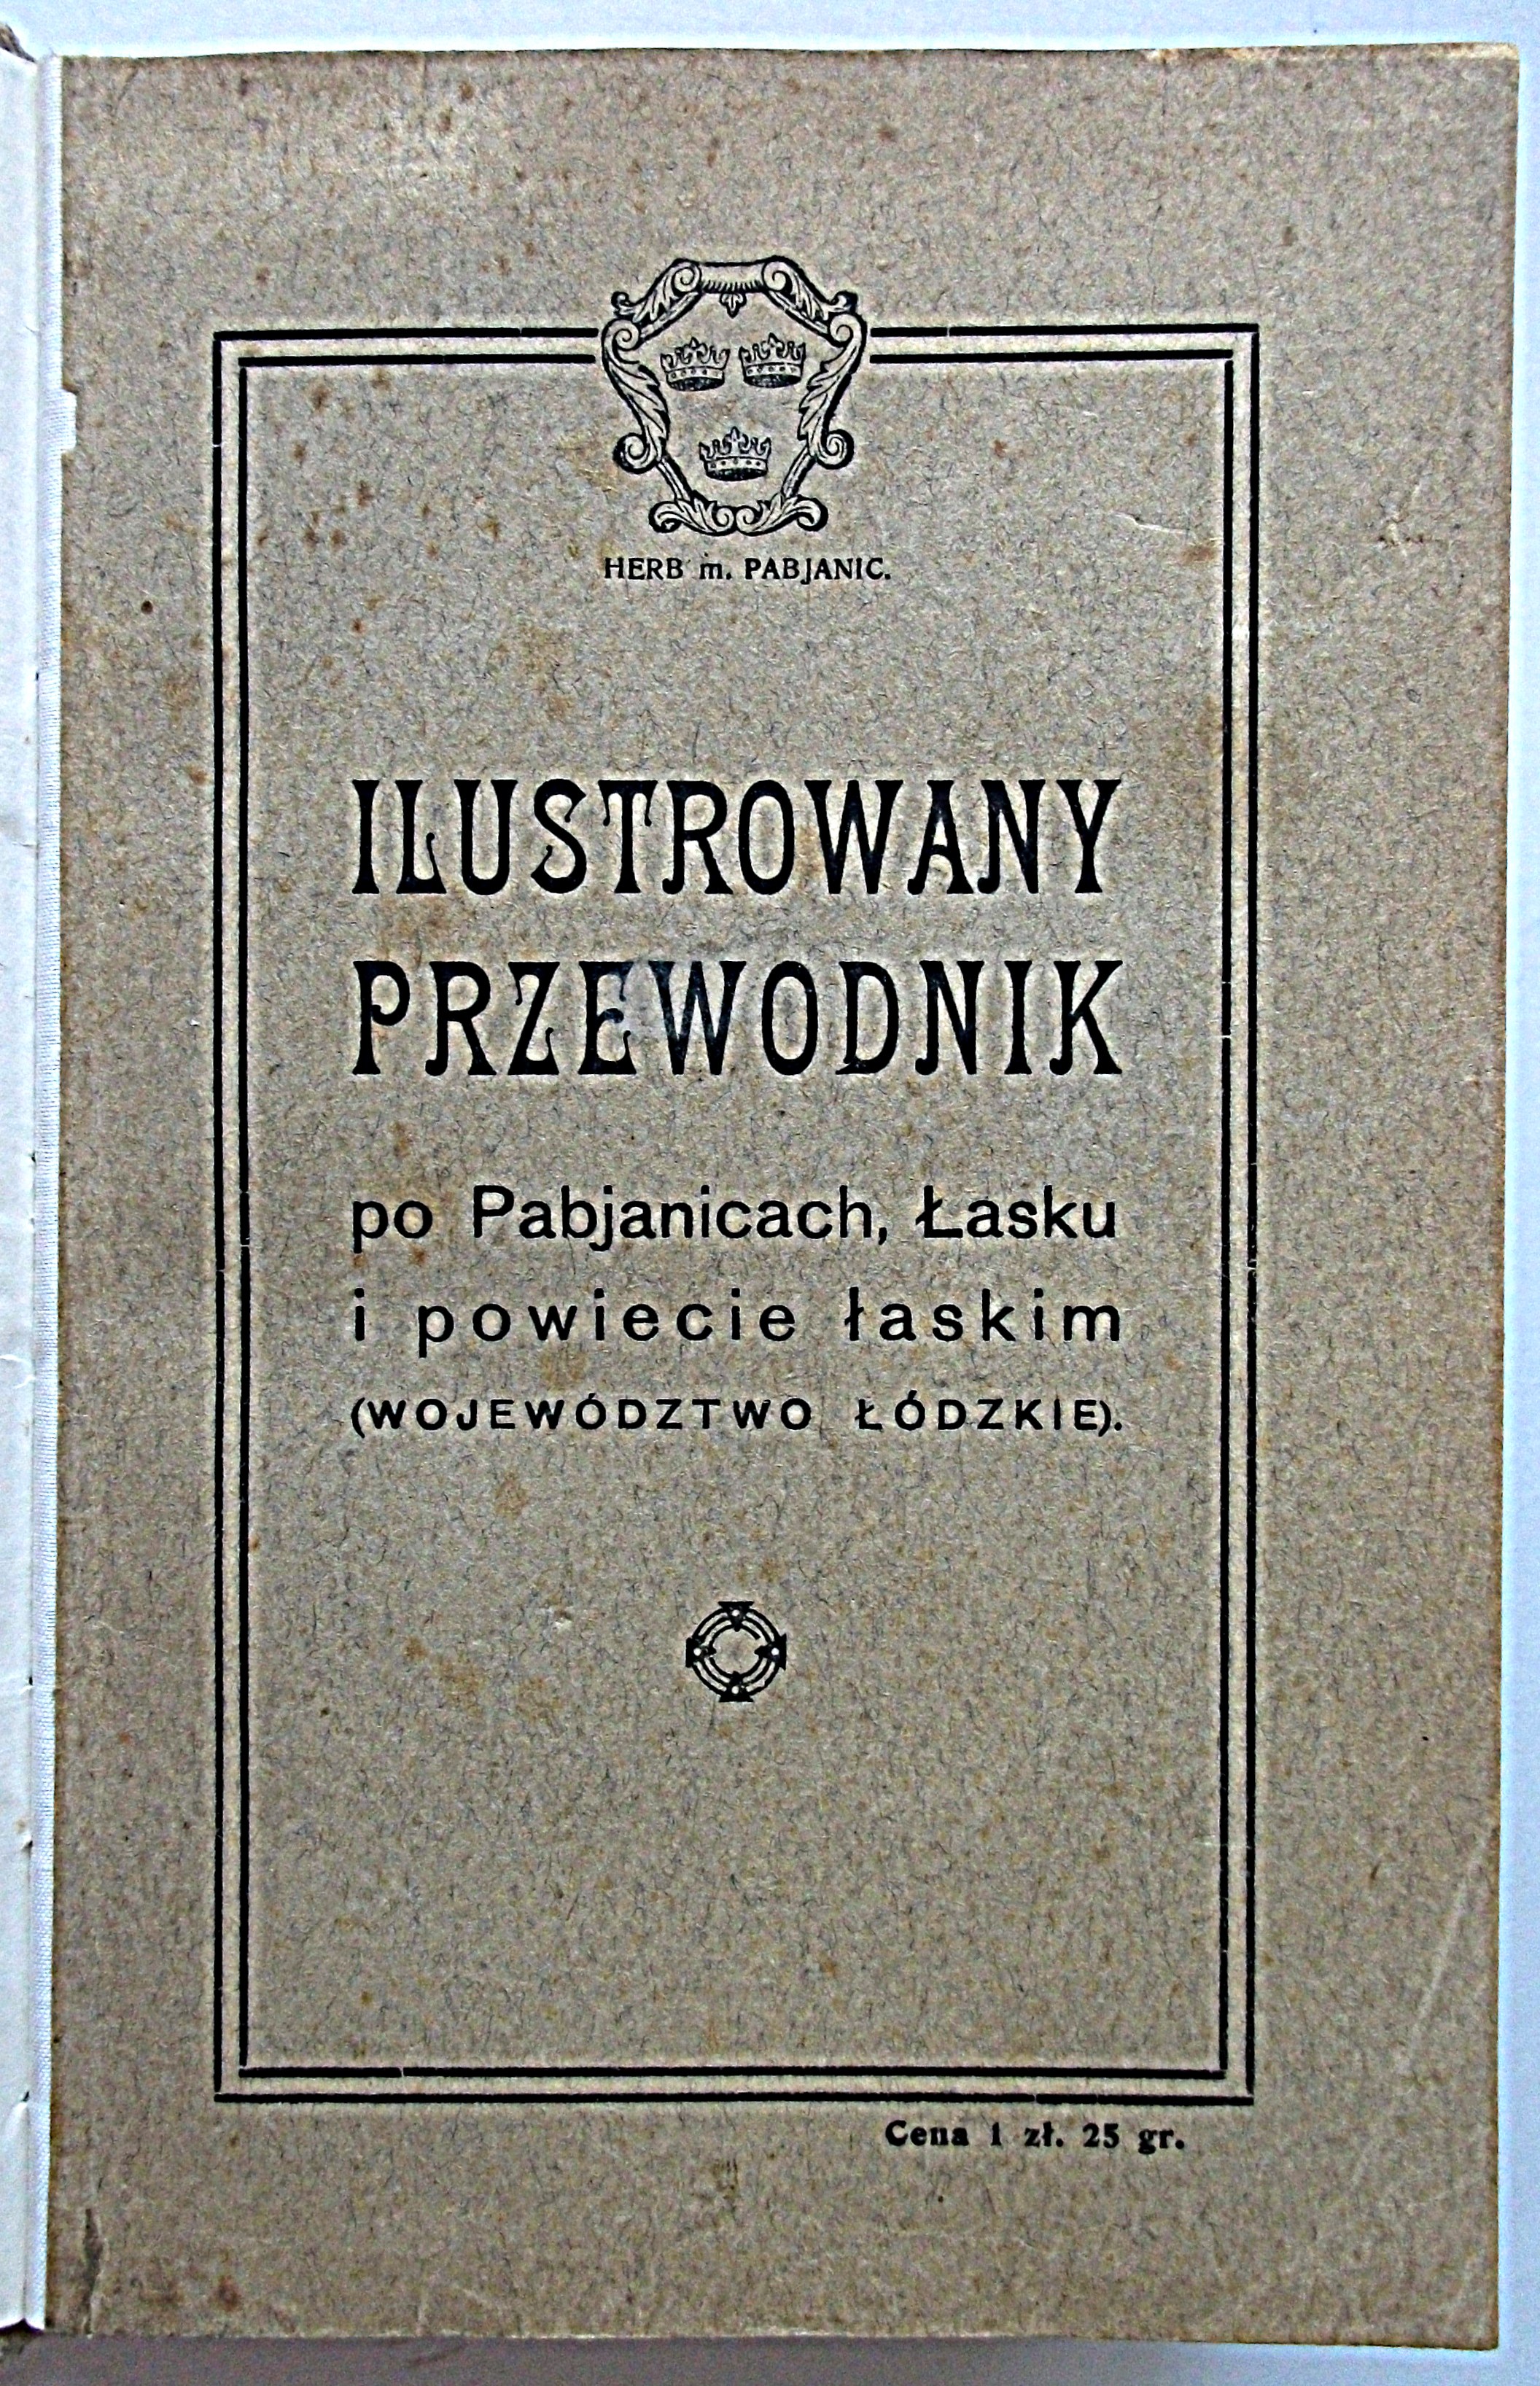 HERB m. PABJANIC.
ILUSTROWANY
PRZEWODNIK
po Pabjanicach, Łasku
i powiecie łaskim
(WOJEWÓDZTWO ŁÓDZKIE).
Cena 1 zł. 25 gr.